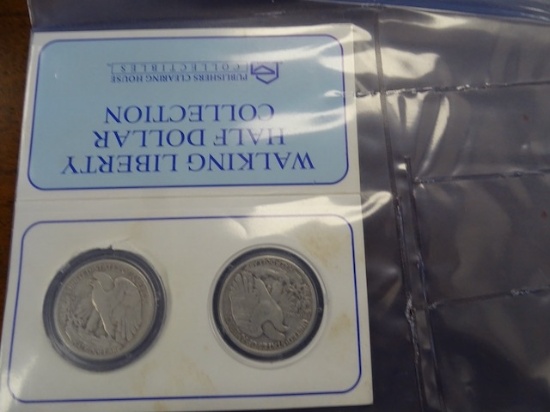 PUBLISHERS CLEARING HOUSE
COLLECTIBLES
WALKING LIBERTY
HALF DOLLAR
COLLECTION